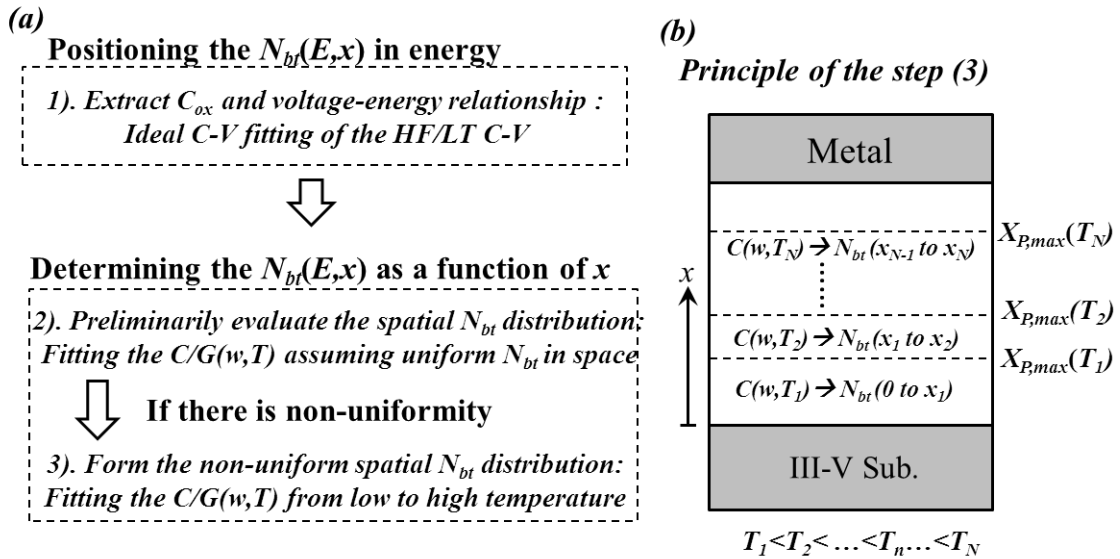 (a)
Positioning the N_bt(E,x) in energy
1). Extract C_ox and voltage-energy relationship :
Ideal C-V fitting of the HF/LT C-V
Determining the N_bt(E,x) as a function of x
2). Preliminarily evaluate the spatial N_bt distribution:
Fitting the C/G(w,T) assuming uniform N_bt in space
If there is non-uniformity
3). Form the non-uniform spatial N_bt distribution:
Fitting the C/G(w,T) from low to high temperature
(b)
Principle of the step (3)
Metal
X_P,max(T_N)
C(w,T_N)→N_bt(x_N-1 to x_N)
x
X_P,max(T_2)
C(w,T_2)→N_bt(x_1 to x_2)
X_P,max(T_1)
C(w,T_1)→N_bt(0 to x_1)
III-V Sub.
T_1<T_2< ...<T_n...<T_N